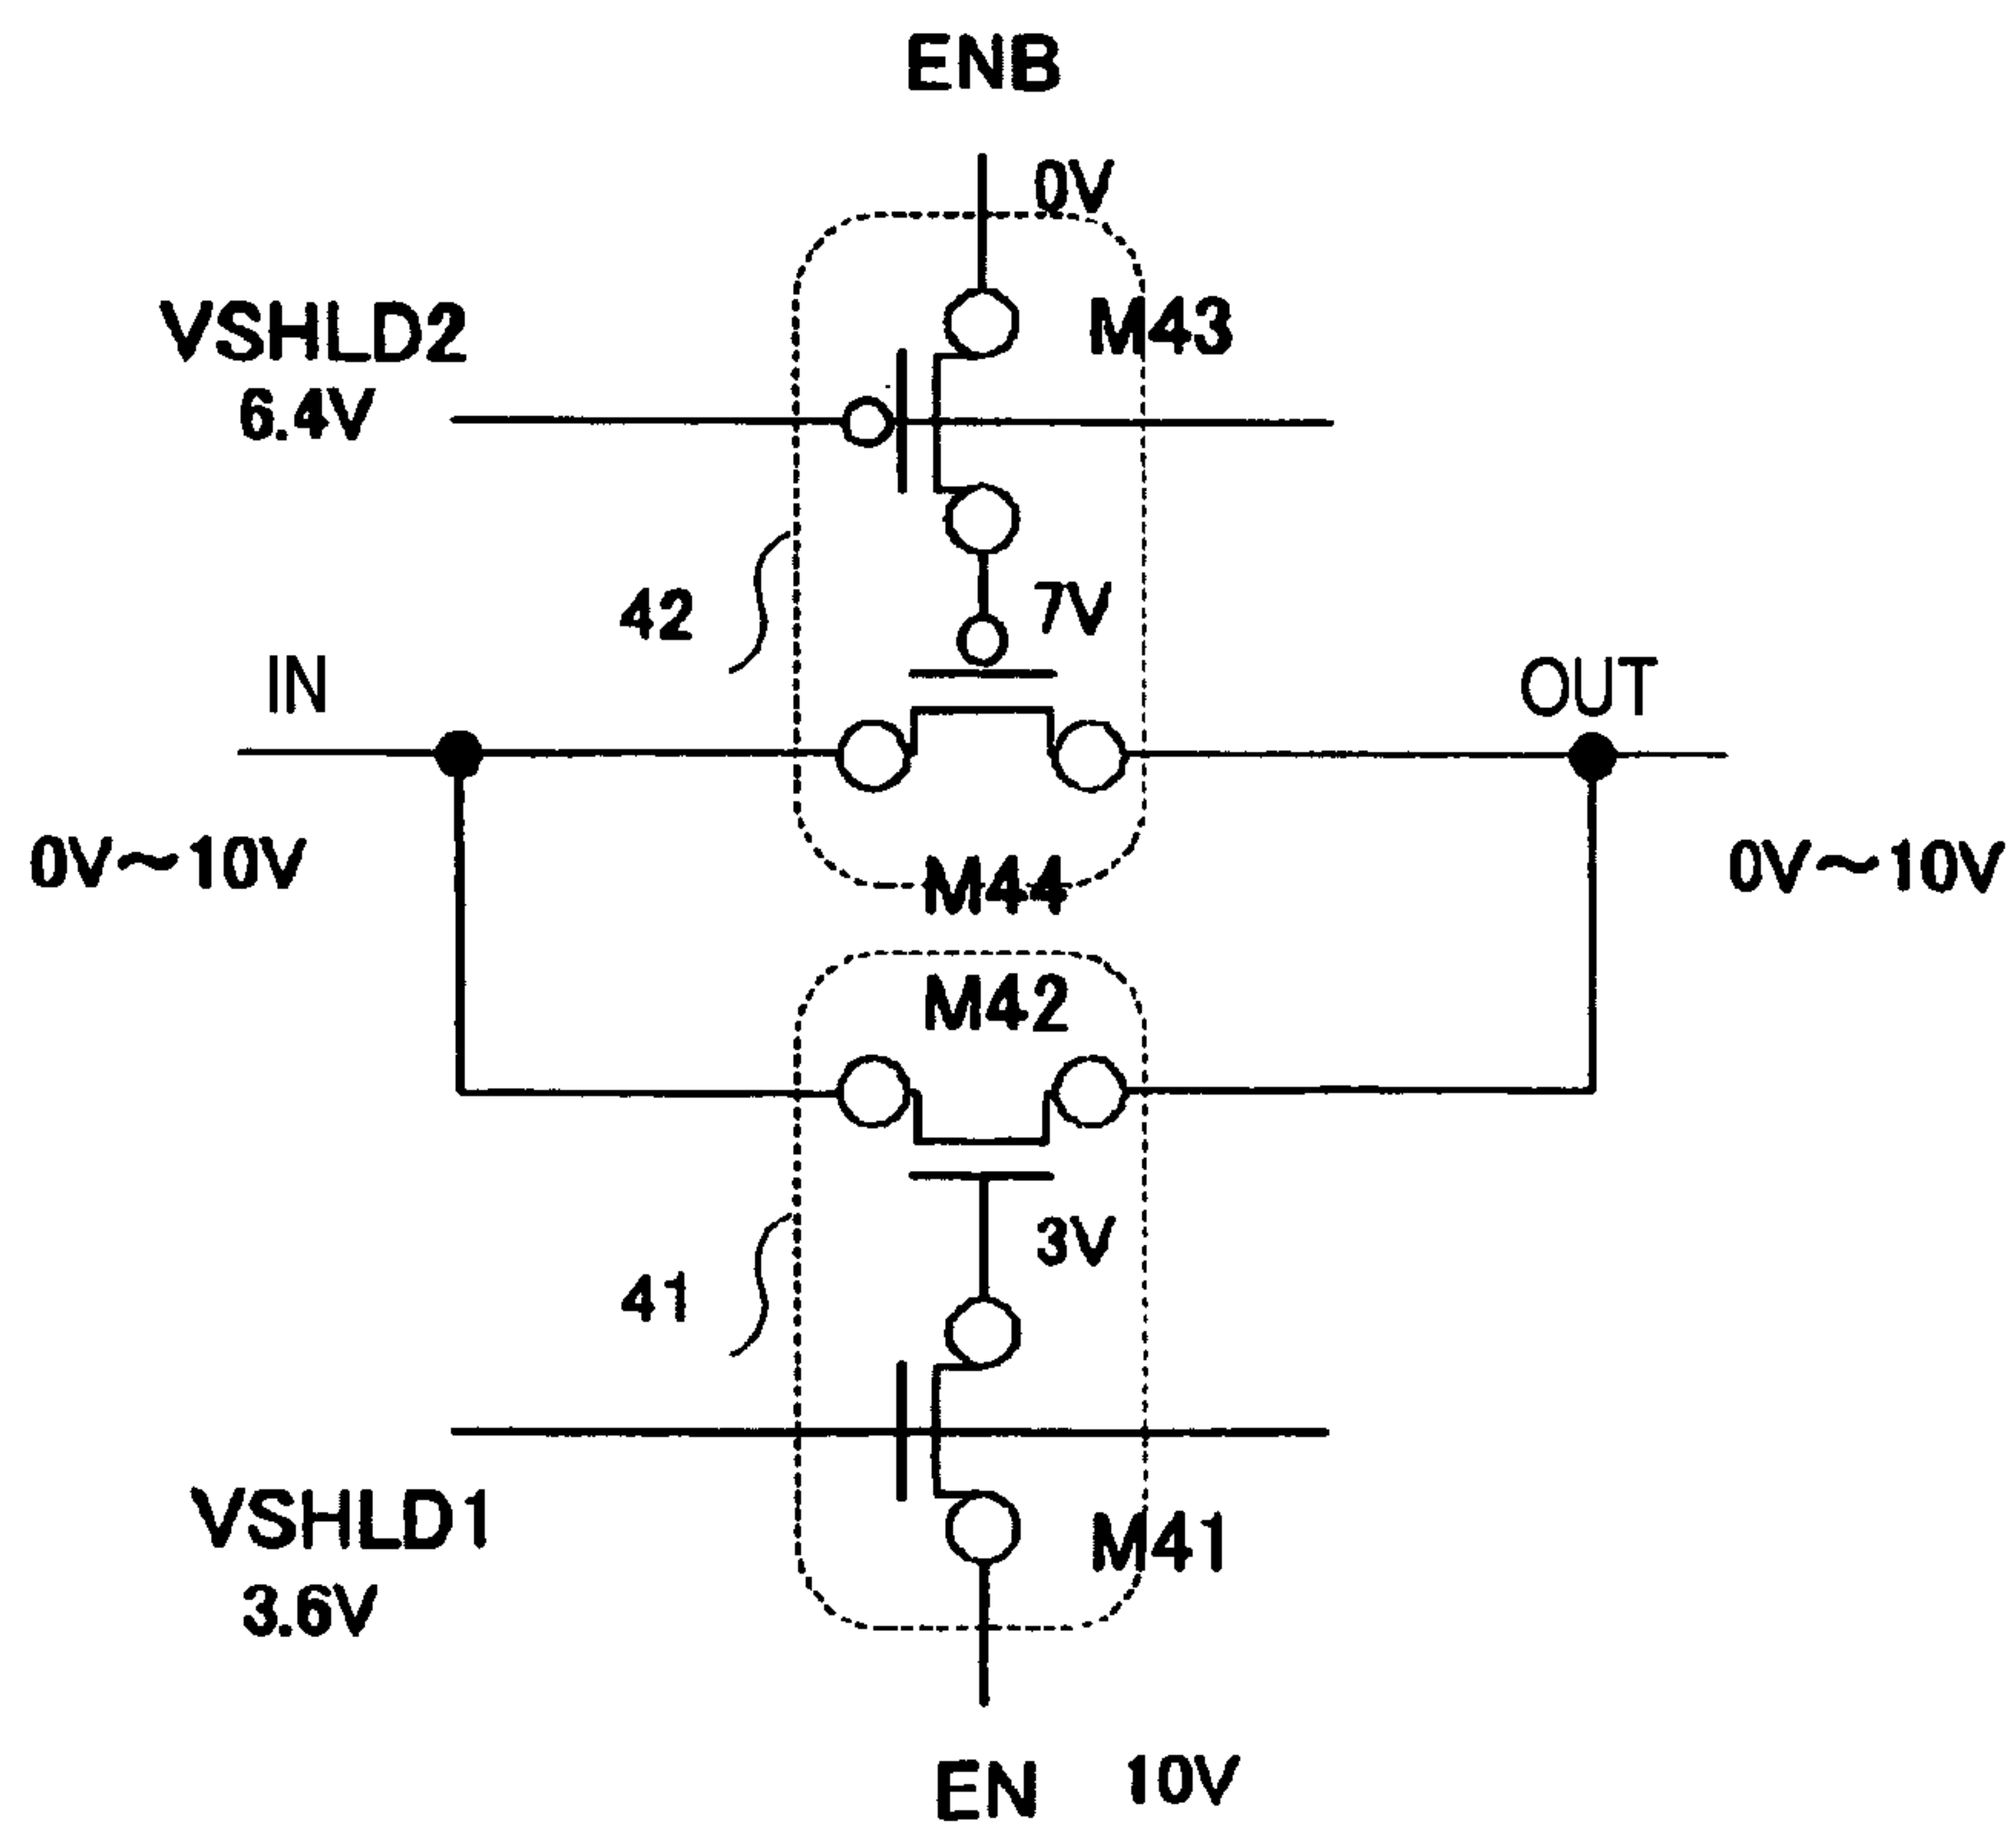 ENB
0V
VSHLD2
M43
6.4V
42
7V
IN
OUT
0V～10V
0V～10V
M44
M42
3V
41
VSHLD1
M41
3.6V
EN
10V